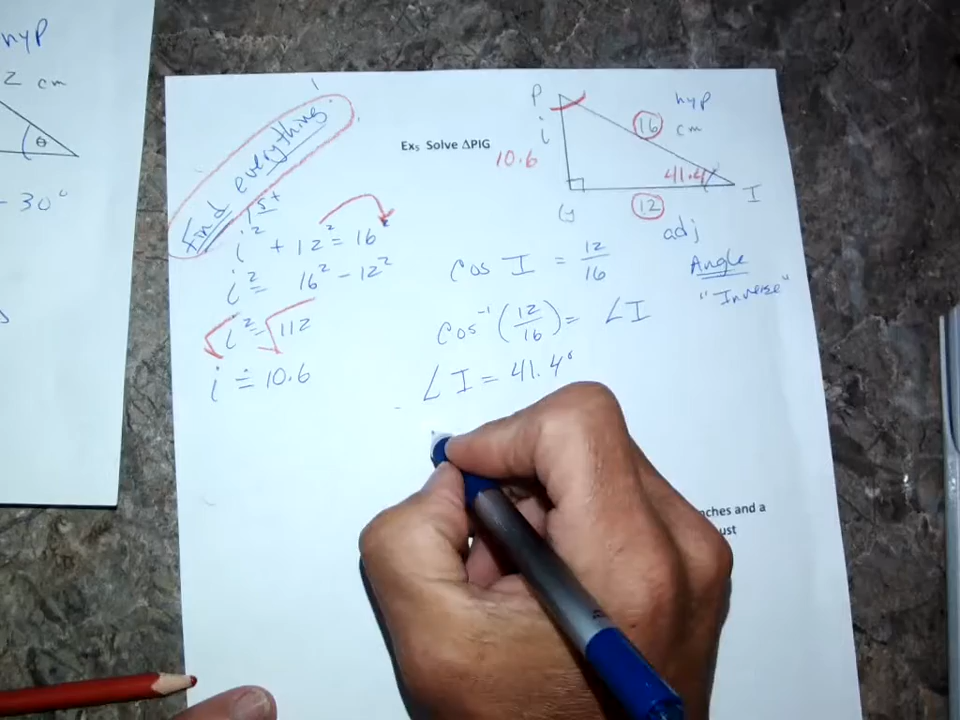 hyp
2 cm
θ
- 30°
Find everything
Ex5 Solve ΔPIG
P
hyp
i
16
cm
10.6
41.4
I
G
12
adj
1st
i² + 12² = 16²
i² = 16² - 12²
i² = 112
i ≐ 10.6
Cos I = 12/16
Cos⁻¹ (12/16) = ∠I
∠I = 41.4°
Angle
"Inverse"
nches and a
ust